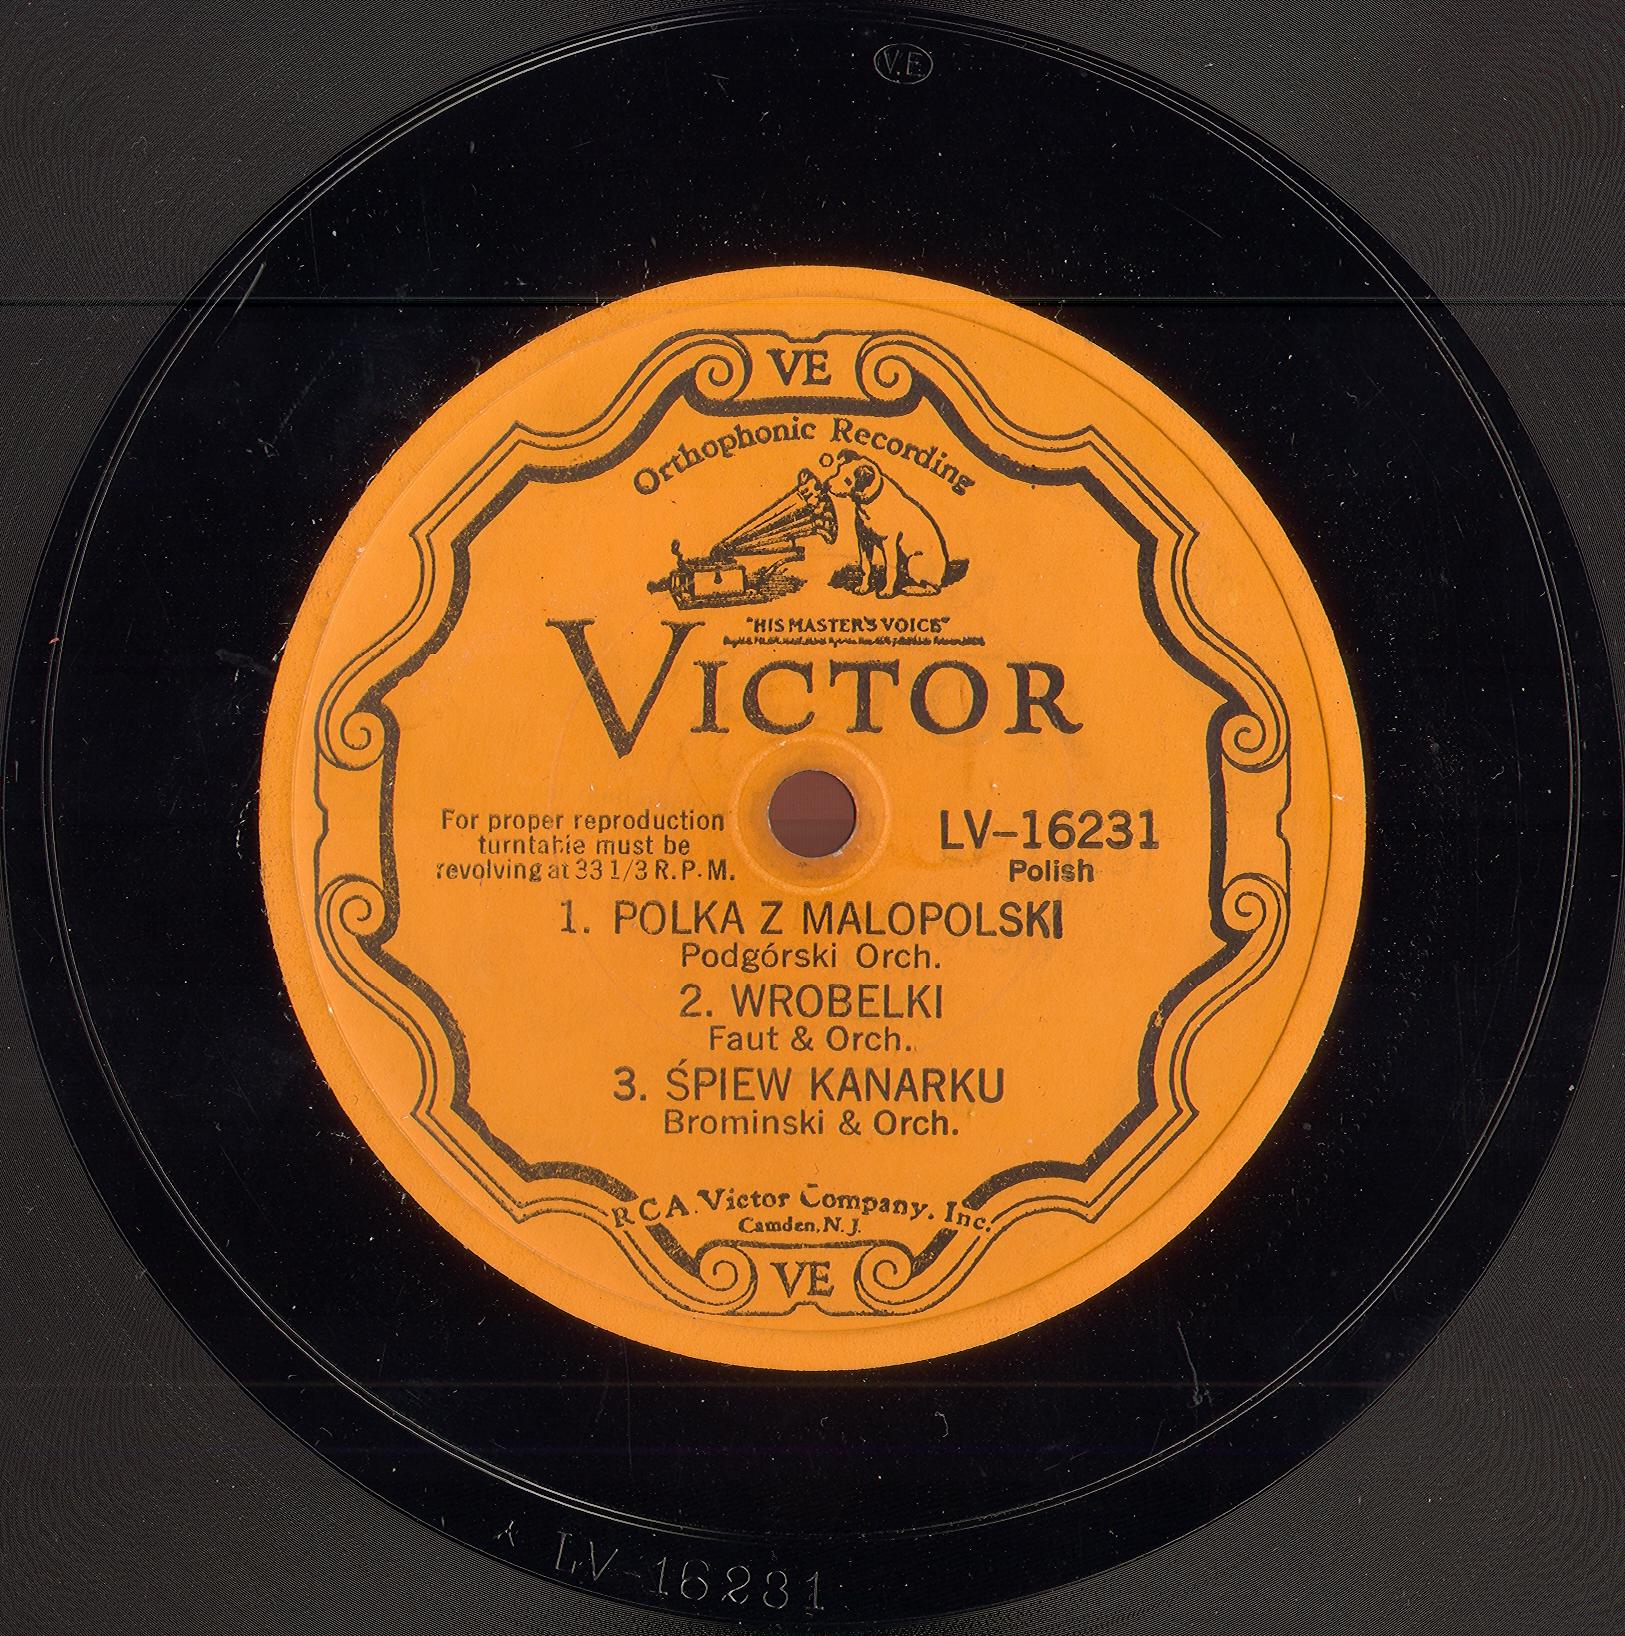 V.E
VE
Orthophonic Recording
"HIS MASTER'S VOICE"
VICTOR
For proper reproduction
turntable must be
revolving at 33 1/3 R.P.M.
LV-16231
Polish
1. POLKA Z MALOPOLSKI
Podgórski Orch.
2. WROBELKI
Faut & Orch.
3. ŚPIEW KANARKU
Brominski & Orch.
RCA Victor Company, Inc.
Camden, N. J.
VE
LV-16231